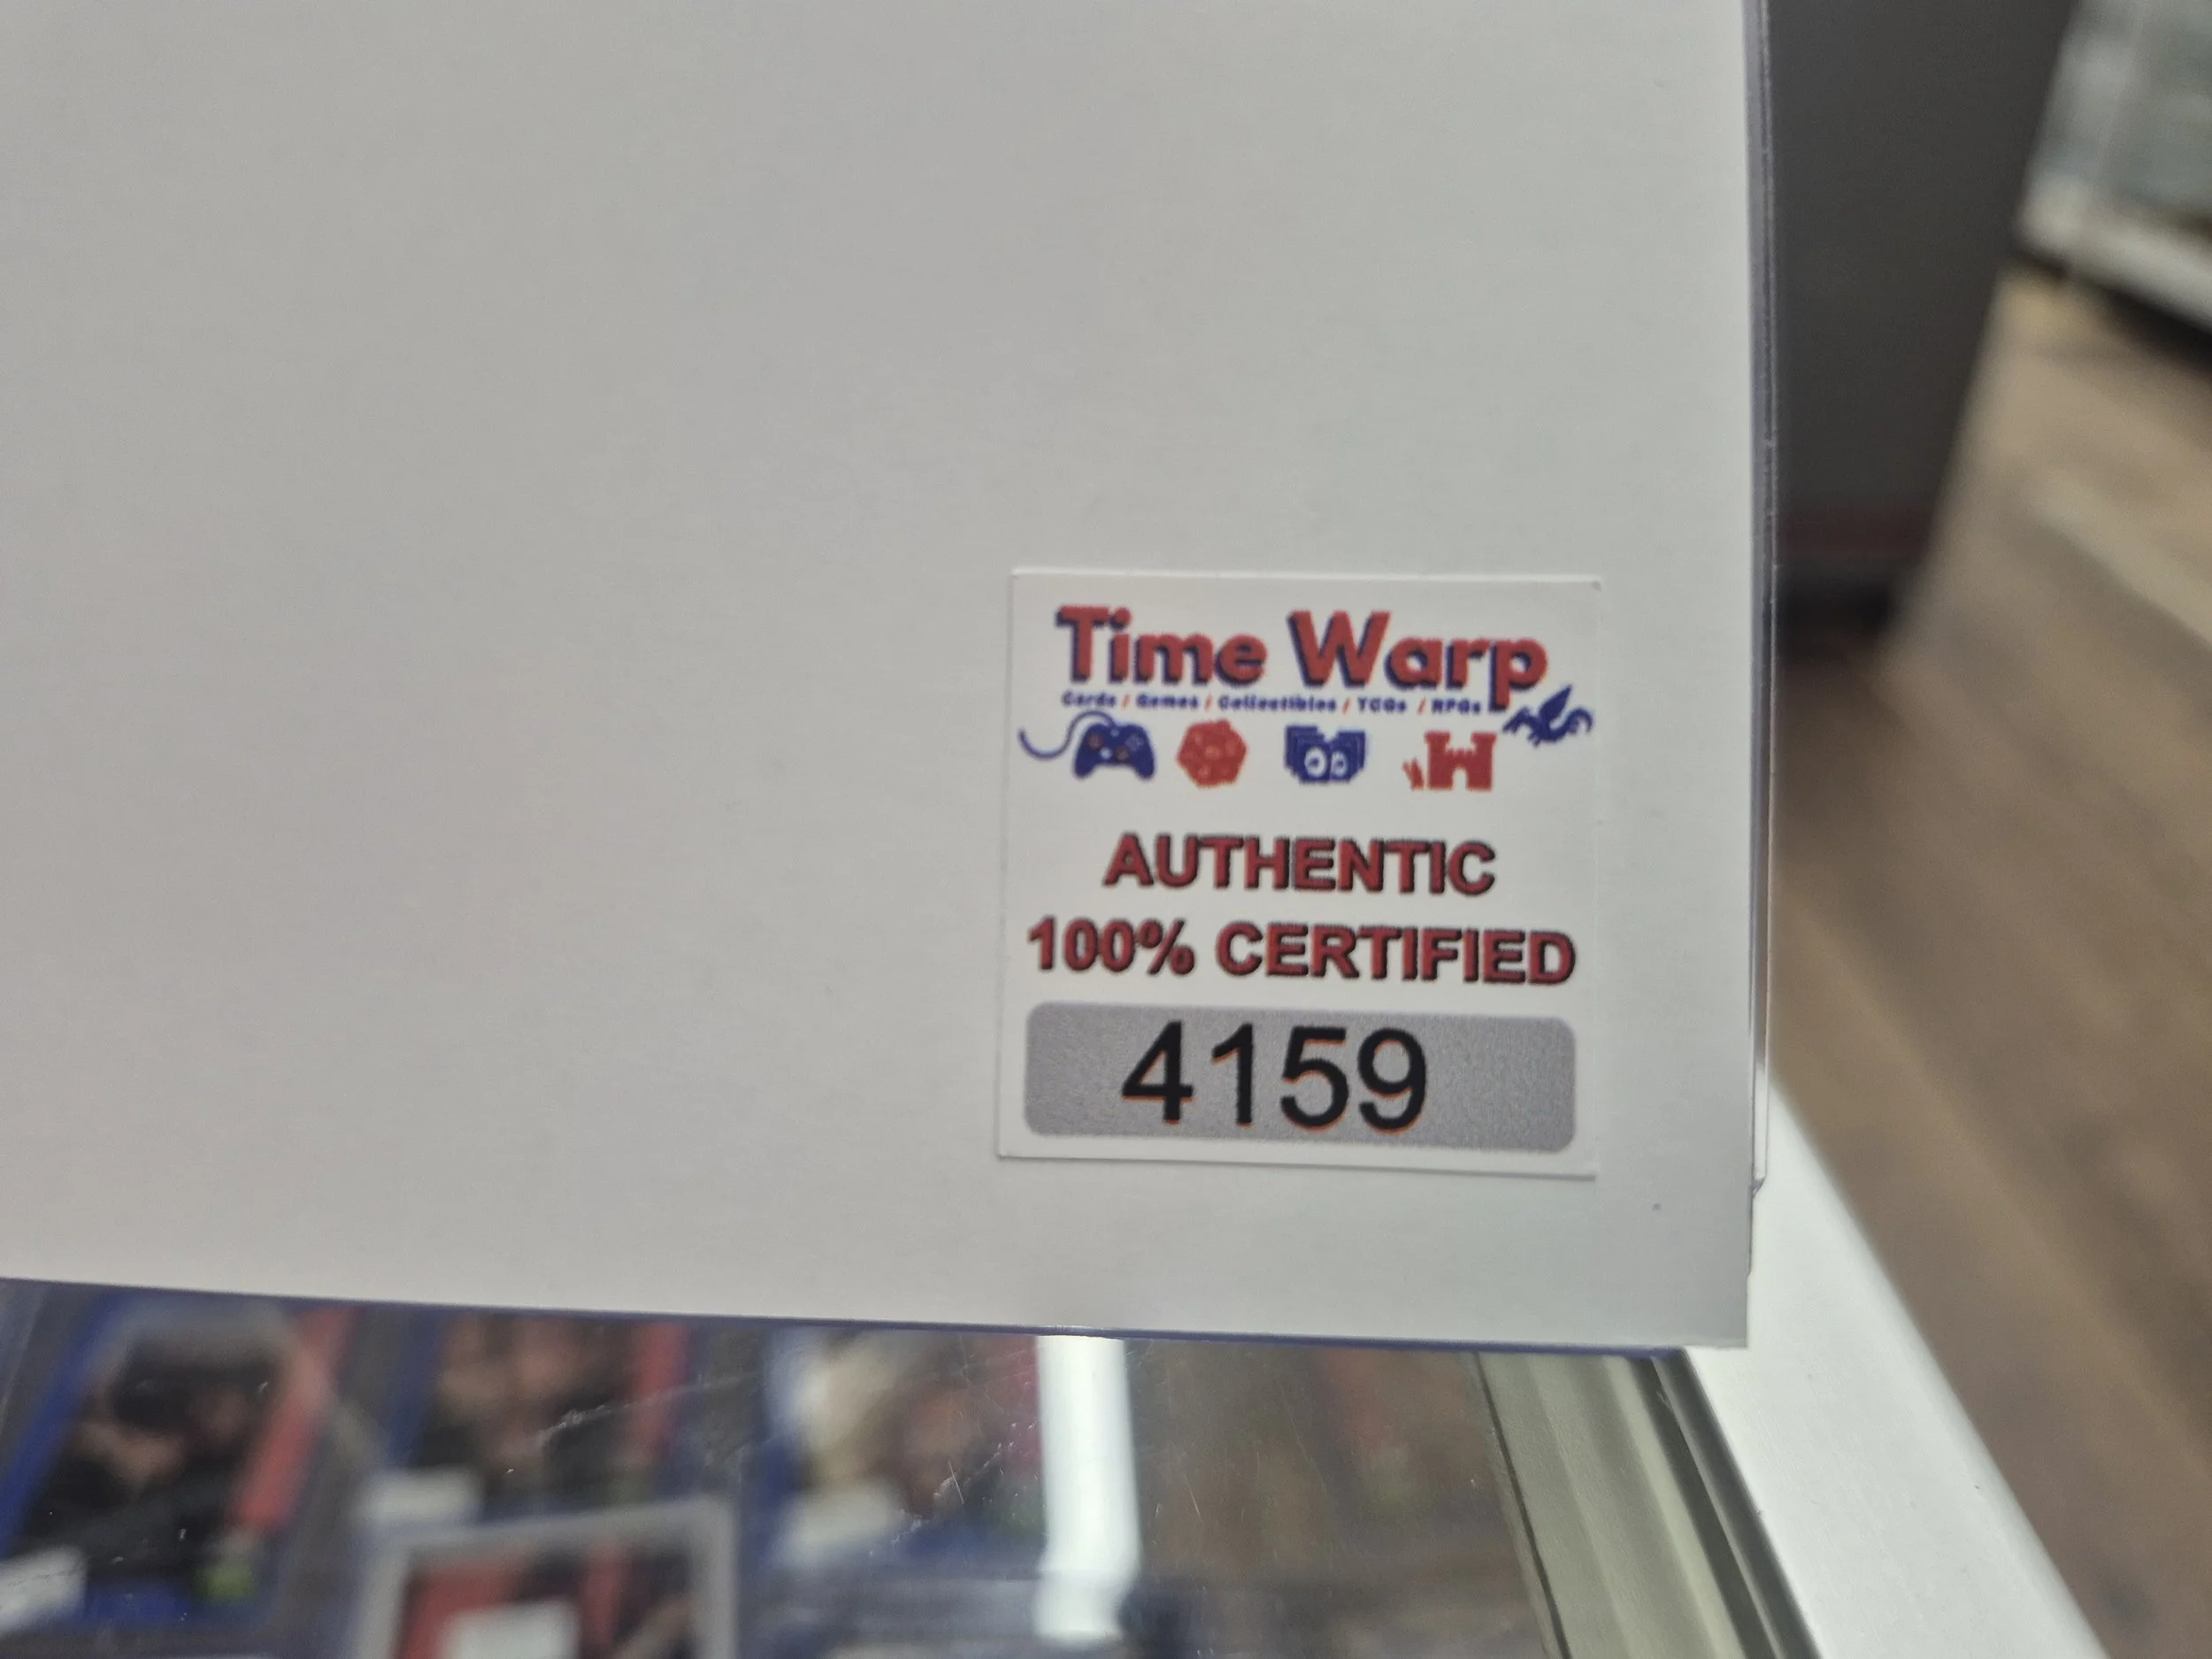 Time Warp
Cards / Games / Collectibles / TCGs / RPGs
AUTHENTIC
100% CERTIFIED
4159